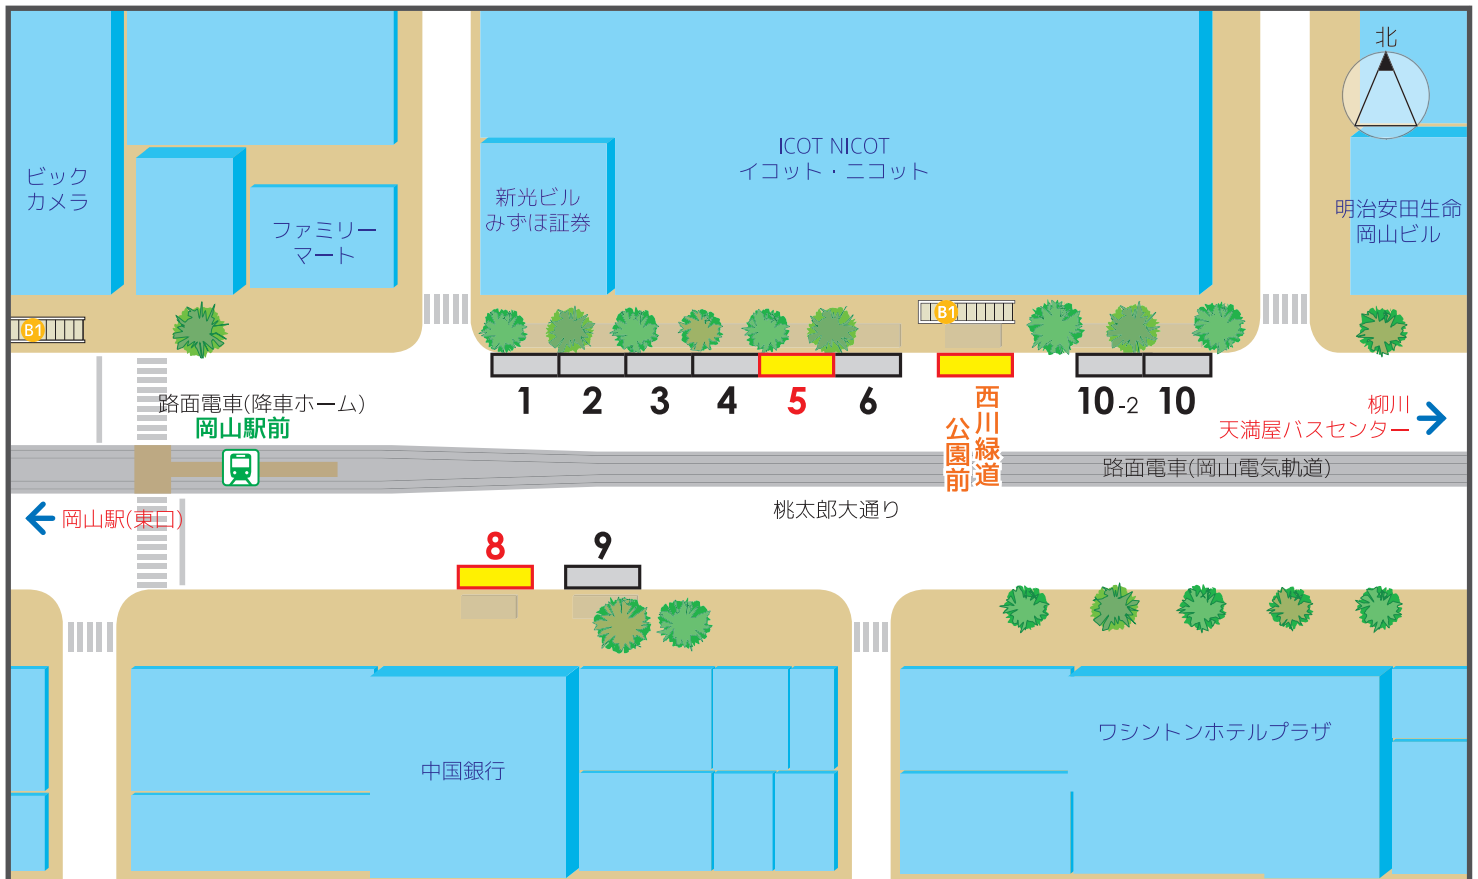 北
ICOT NICOT
イコット・ニコット
ビック
カメラ
新光ビル
みずほ証券
ファミリー
マート
明治安田生命
岡山ビル
B1
B1
1
2
3
4
5
6
10-2
10
西川緑道
公園前
路面電車(降車ホーム)
岡山駅前
柳川
天満屋バスセンター
路面電車(岡山電気軌道)
岡山駅(東口)
桃太郎大通り
8
9
中国銀行
ワシントンホテルプラザ